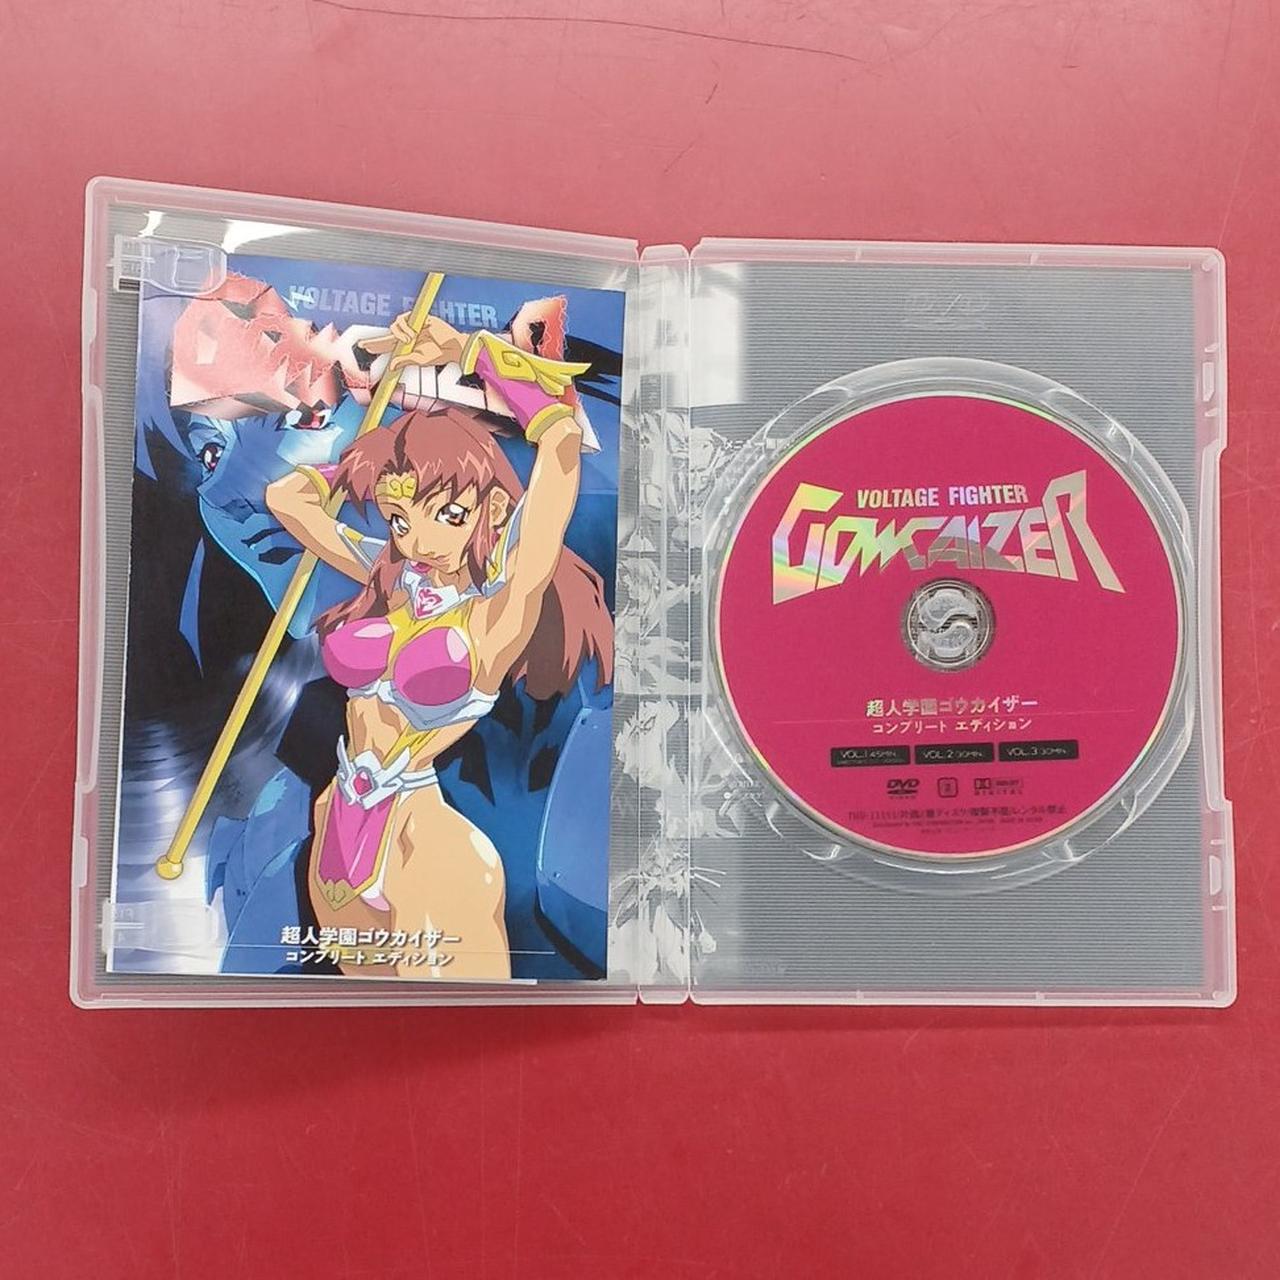 VOLTAGE FIGHTER
GOWCAIZER
超人学園ゴウカイザー
コンプリート エディション
VOLTAGE FIGHTER
GOWCAIZER
超人学園ゴウカイザー
コンプリート エディション
VOL.1 45MIN. VOL.2 30MIN. VOL.3 30MIN.
DVD
VIDEO
2